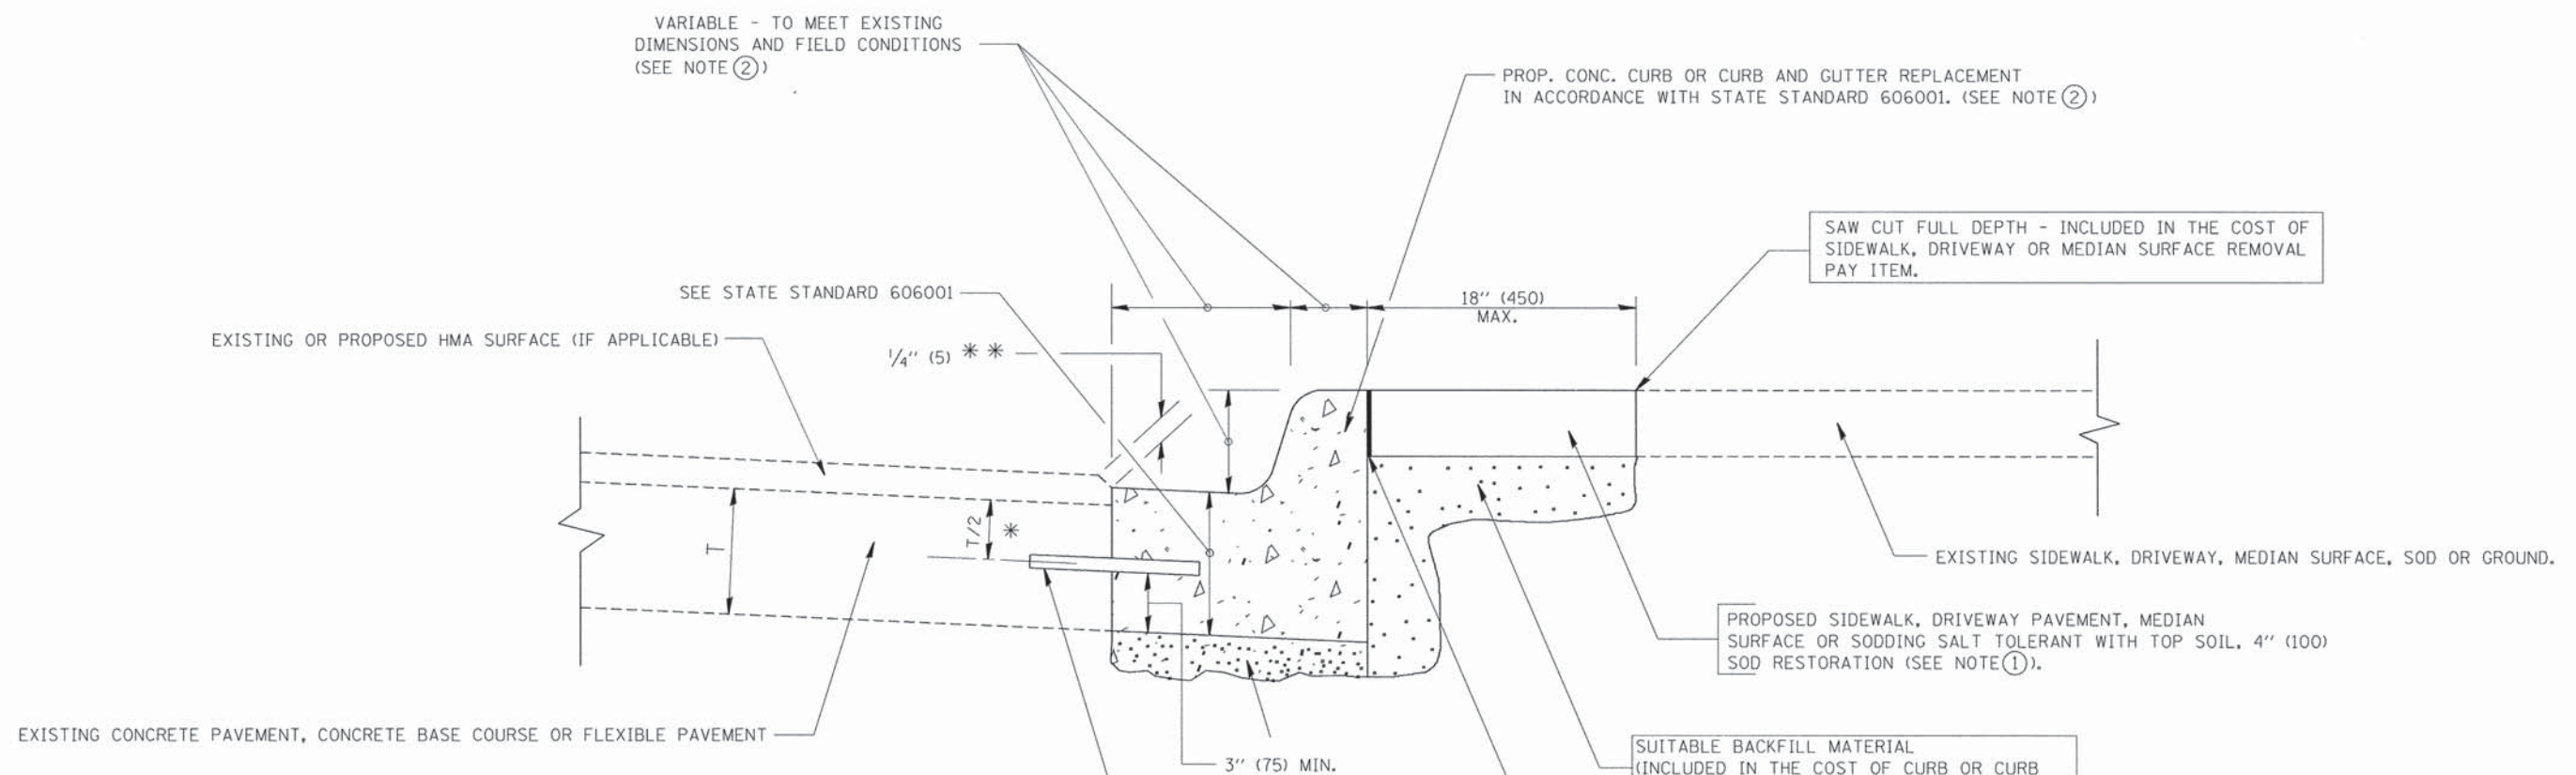 VARIABLE - TO MEET EXISTING
DIMENSIONS AND FIELD CONDITIONS
(SEE NOTE ②)
PROP. CONC. CURB OR CURB AND GUTTER REPLACEMENT
IN ACCORDANCE WITH STATE STANDARD 606001. (SEE NOTE ②)
SAW CUT FULL DEPTH - INCLUDED IN THE COST OF
SIDEWALK, DRIVEWAY OR MEDIAN SURFACE REMOVAL
PAY ITEM.
SEE STATE STANDARD 606001
18" (450)
MAX.
EXISTING OR PROPOSED HMA SURFACE (IF APPLICABLE)
1/4" (5) * *
T
T/2 *
EXISTING SIDEWALK, DRIVEWAY, MEDIAN SURFACE, SOD OR GROUND.
PROPOSED SIDEWALK, DRIVEWAY PAVEMENT, MEDIAN
SURFACE OR SODDING SALT TOLERANT WITH TOP SOIL, 4" (100)
SOD RESTORATION (SEE NOTE ①).
EXISTING CONCRETE PAVEMENT, CONCRETE BASE COURSE OR FLEXIBLE PAVEMENT
3" (75) MIN.
SUITABLE BACKFILL MATERIAL
(INCLUDED IN THE COST OF CURB OR CURB